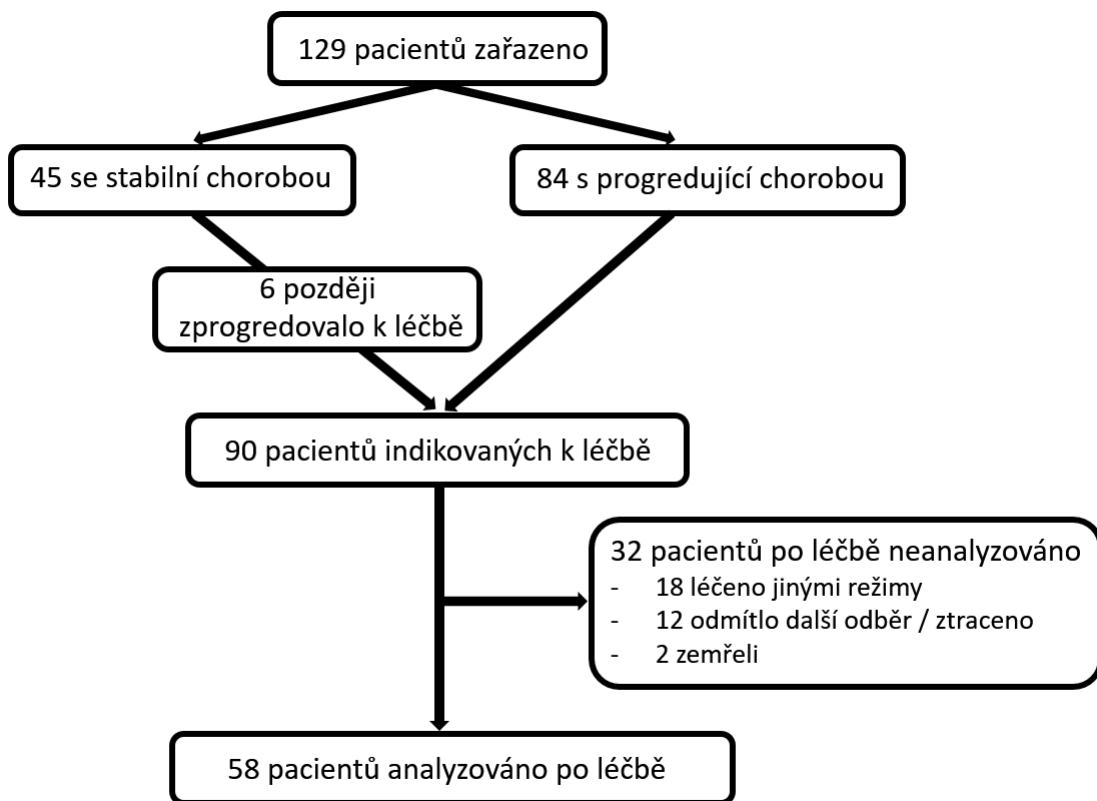 129 pacientů zařazeno
45 se stabilní chorobou
84 s progredující chorobou
6 později
zprogredovalo k léčbě
90 pacientů indikovaných k léčbě
32 pacientů po léčbě neanalyzováno
- 18 léčeno jinými režimy
- 12 odmítlo další odběr / ztraceno
- 2 zemřeli
58 pacientů analyzováno po léčbě